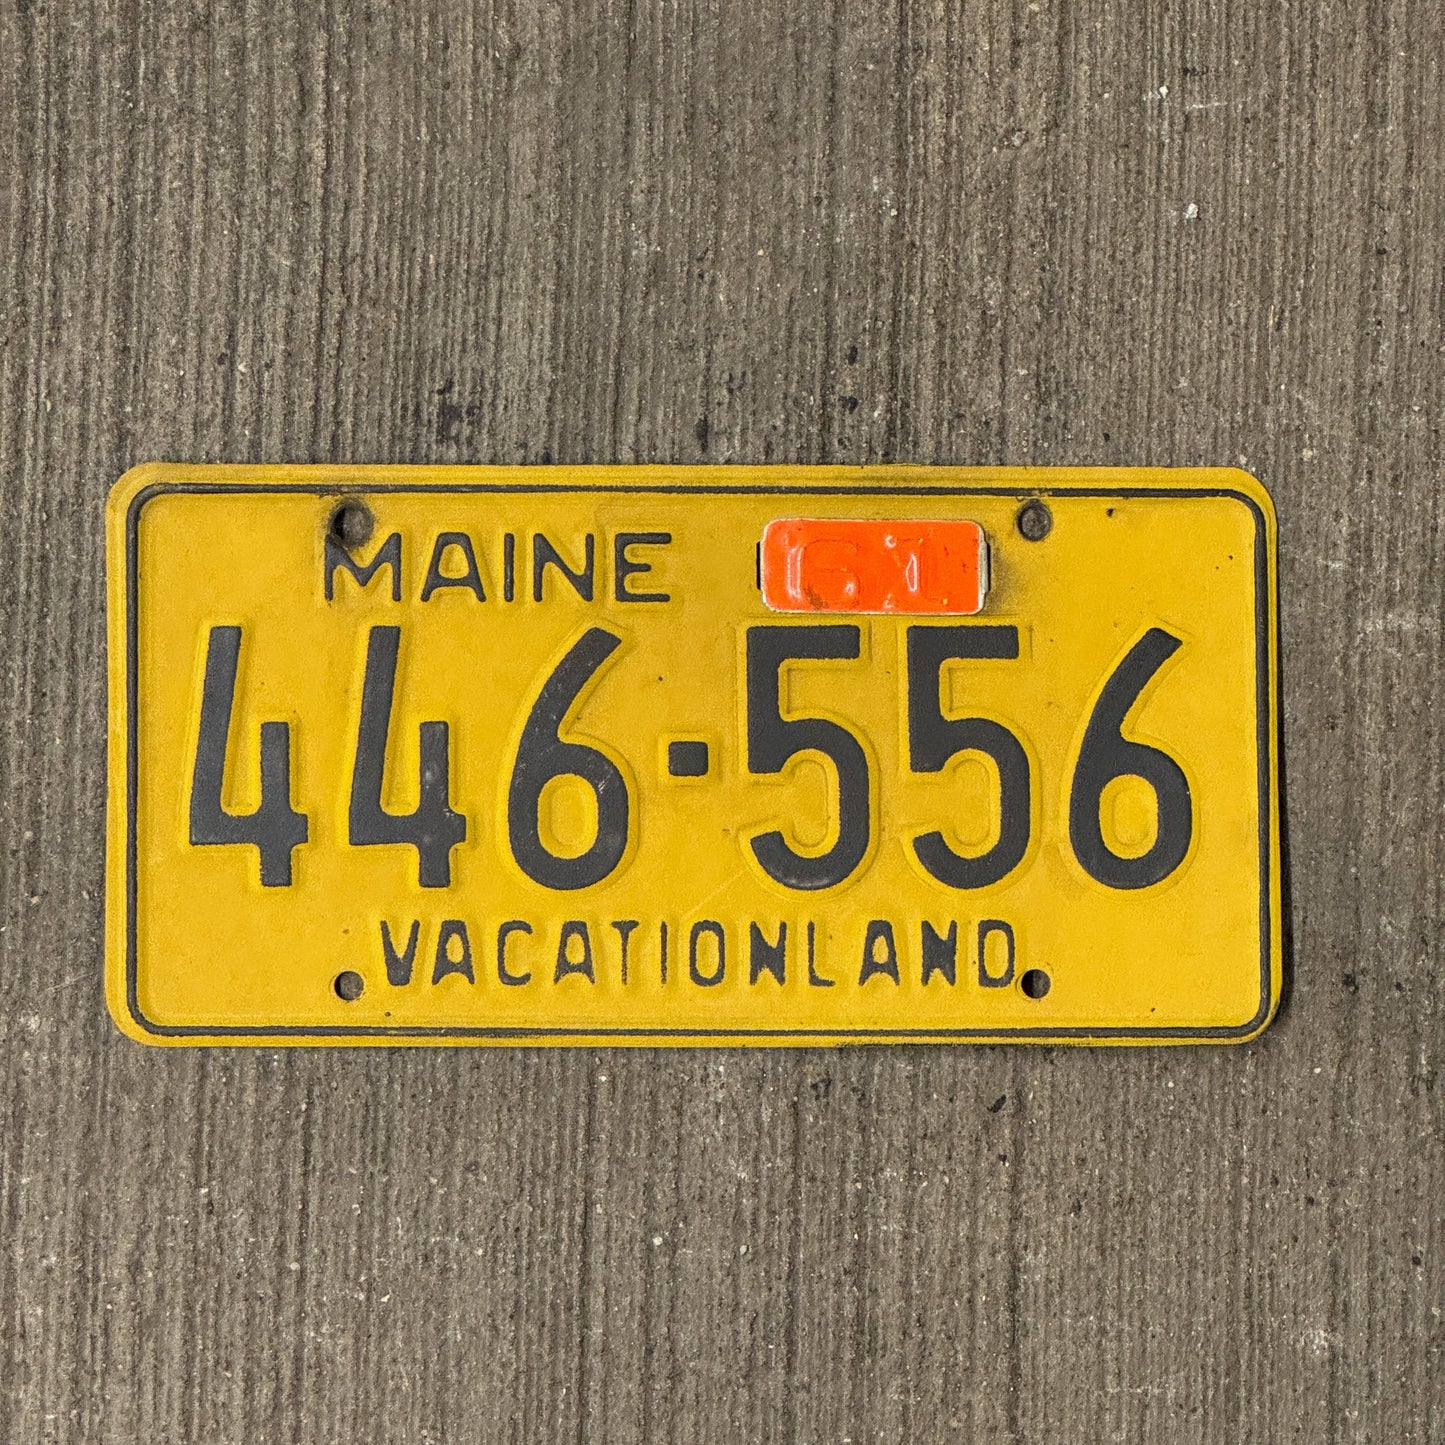 MAINE 61
446-556
VACATIONLAND